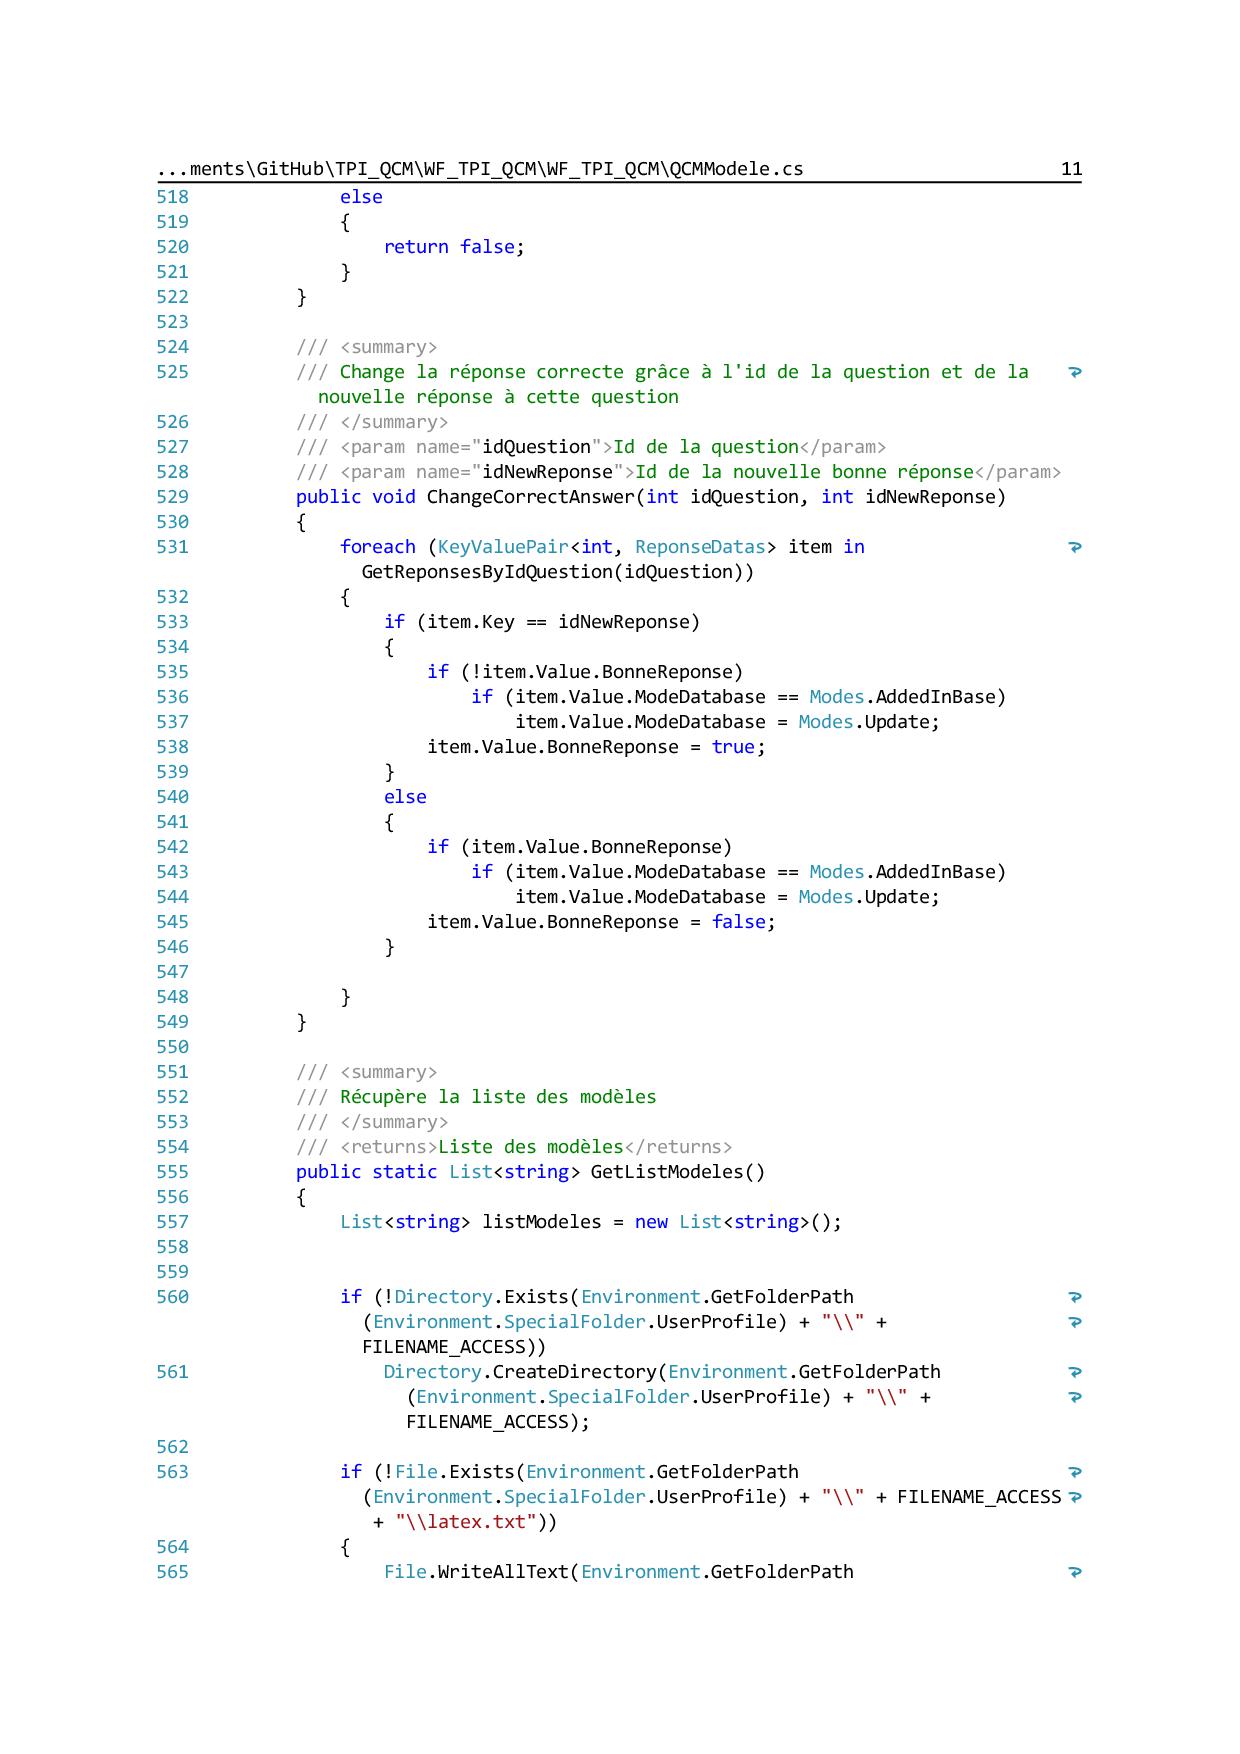 ...ments\GitHub\TPI_QCM\WF_TPI_QCM\WF_TPI_QCM\QCMModele.cs 11
518 else
519 {
520 return false;
521 }
522 }
523
524 /// <summary>
525 /// Change la réponse correcte grâce à l'id de la question et de la
nouvelle réponse à cette question
526 /// </summary>
527 /// <param name="idQuestion">Id de la question</param>
528 /// <param name="idNewReponse">Id de la nouvelle bonne réponse</param>
529 public void ChangeCorrectAnswer(int idQuestion, int idNewReponse)
530 {
531 foreach (KeyValuePair<int, ReponseDatas> item in
GetReponsesByIdQuestion(idQuestion))
532 {
533 if (item.Key == idNewReponse)
534 {
535 if (!item.Value.BonneReponse)
536 if (item.Value.ModeDatabase == Modes.AddedInBase)
537 item.Value.ModeDatabase = Modes.Update;
538 item.Value.BonneReponse = true;
539 }
540 else
541 {
542 if (item.Value.BonneReponse)
543 if (item.Value.ModeDatabase == Modes.AddedInBase)
544 item.Value.ModeDatabase = Modes.Update;
545 item.Value.BonneReponse = false;
546 }
547
548 }
549 }
550
551 /// <summary>
552 /// Récupère la liste des modèles
553 /// </summary>
554 /// <returns>Liste des modèles</returns>
555 public static List<string> GetListModeles()
556 {
557 List<string> listModeles = new List<string>();
558
559
560 if (!Directory.Exists(Environment.GetFolderPath
(Environment.SpecialFolder.UserProfile) + "\\" +
FILENAME_ACCESS))
561 Directory.CreateDirectory(Environment.GetFolderPath
(Environment.SpecialFolder.UserProfile) + "\\" +
FILENAME_ACCESS);
562
563 if (!File.Exists(Environment.GetFolderPath
(Environment.SpecialFolder.UserProfile) + "\\" + FILENAME_ACCESS
+ "\\latex.txt"))
564 {
565 File.WriteAllText(Environment.GetFolderPath